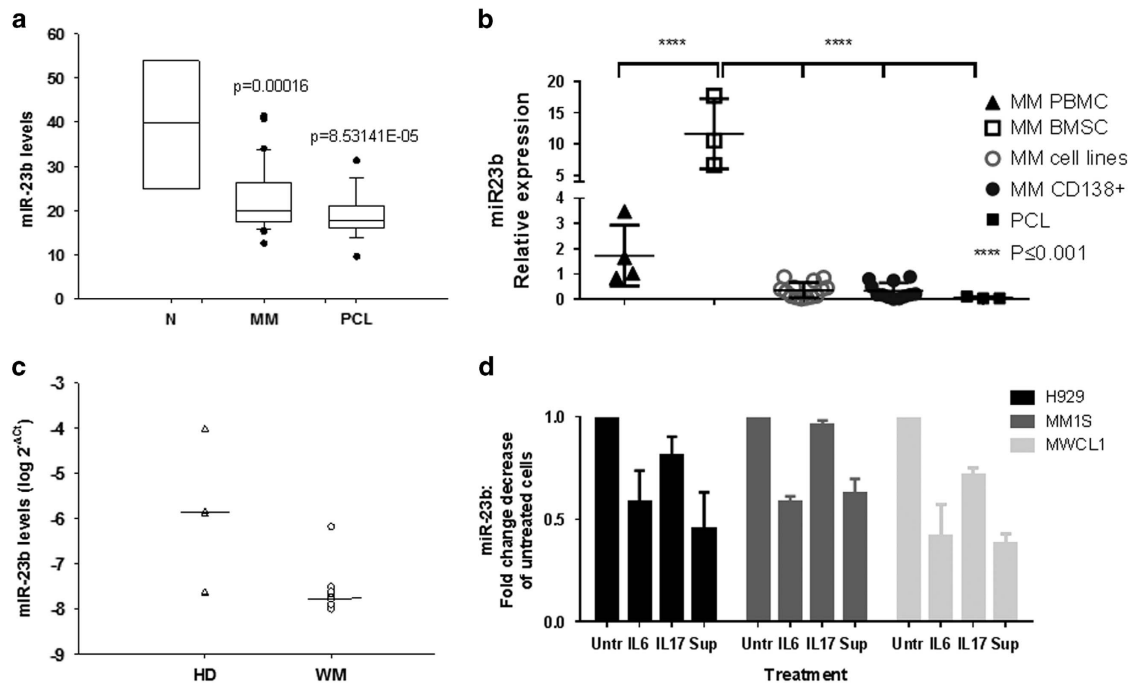 a
miR-23b levels
60
50
40
30
20
10
0
p=0.00016
p=8.53141E-05
N MM PCL
b
**** ****
miR23b
Relative expression
20
15
10
5
4
3
2
1
0
MM PBMC
MM BMSC
MM cell lines
MM CD138+
PCL
**** P≤0.001
c
miR-23b levels (log 2^-ΔCt)
-3
-4
-5
-6
-7
-8
-9
HD WM
d
miR-23b:
Fold change decrease
of untreated cells
1.0
0.5
0.0
H929
MM1S
MWCL1
Untr IL6 IL17 Sup Untr IL6 IL17 Sup Untr IL6 IL17 Sup
Treatment